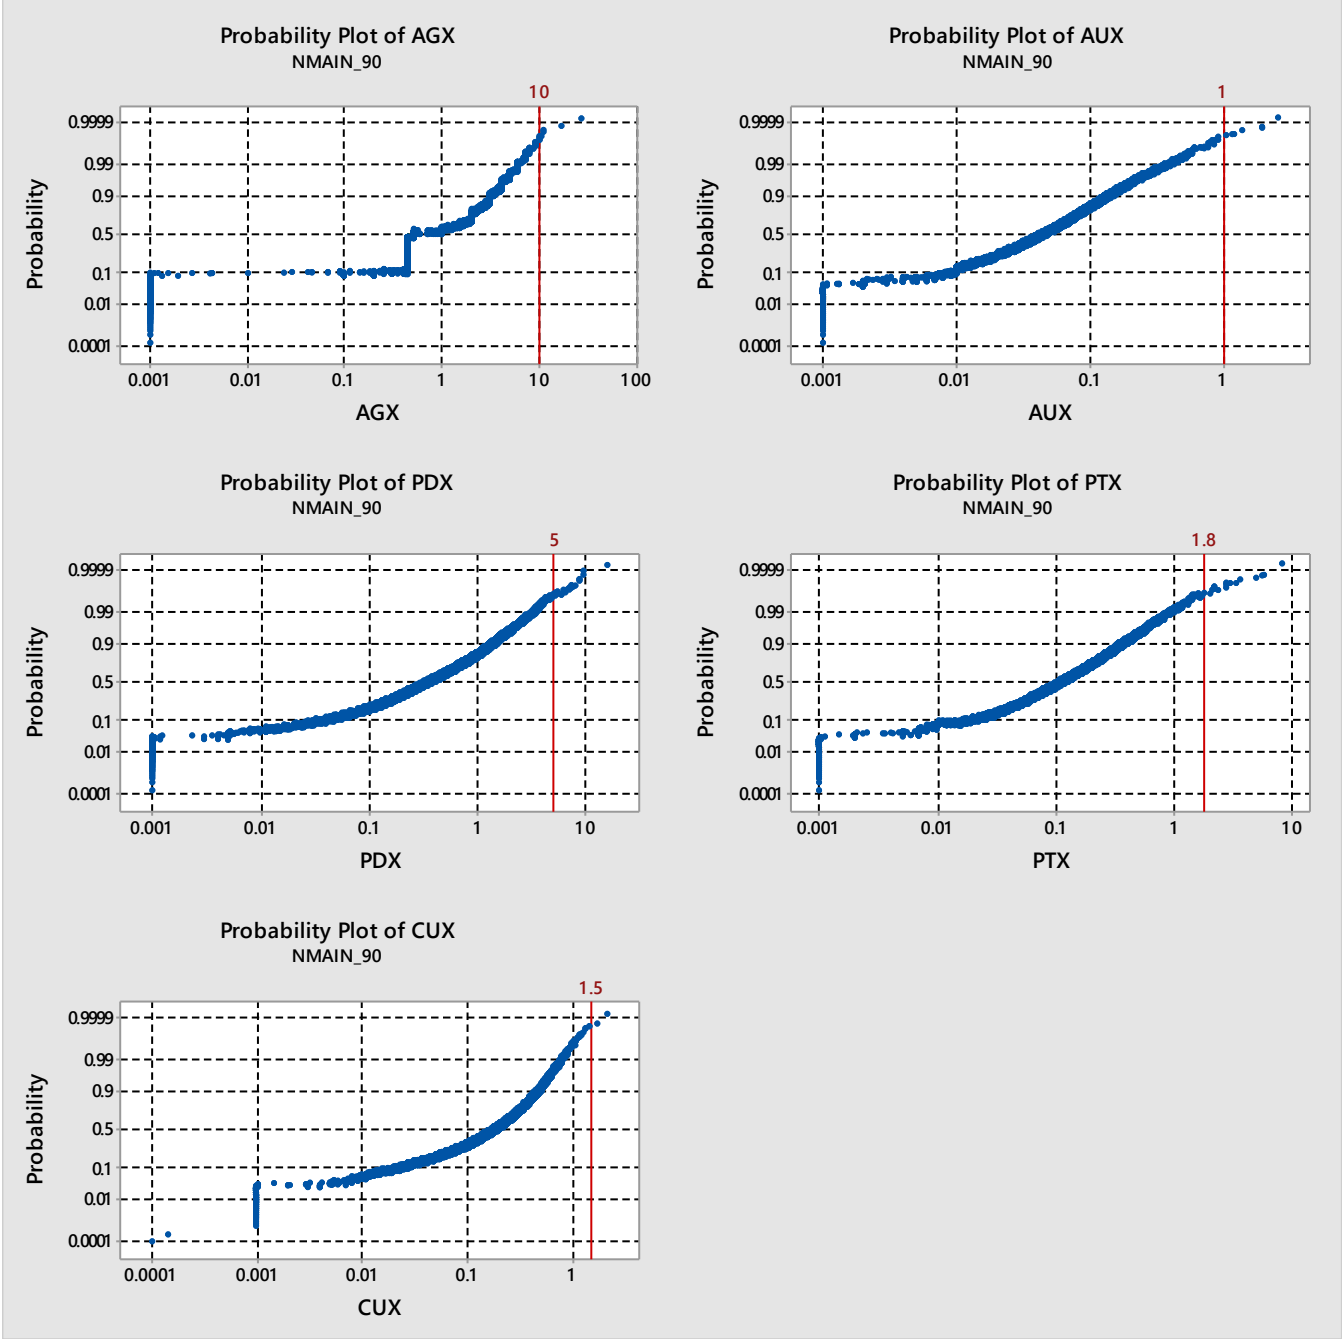 Probability Plot of AGX
NMAIN_90
10
0.9999
0.99
0.9
0.5
0.1
0.01
0.0001
Probability
0.001 0.01 0.1 1 10 100
AGX
Probability Plot of AUX
NMAIN_90
1
0.9999
0.99
0.9
0.5
0.1
0.01
0.0001
Probability
0.001 0.01 0.1 1
AUX
Probability Plot of PDX
NMAIN_90
5
0.9999
0.99
0.9
0.5
0.1
0.01
0.0001
Probability
0.001 0.01 0.1 1 10
PDX
Probability Plot of PTX
NMAIN_90
1.8
0.9999
0.99
0.9
0.5
0.1
0.01
0.0001
Probability
0.001 0.01 0.1 1 10
PTX
Probability Plot of CUX
NMAIN_90
1.5
0.9999
0.99
0.9
0.5
0.1
0.01
0.0001
Probability
0.0001 0.001 0.01 0.1 1
CUX